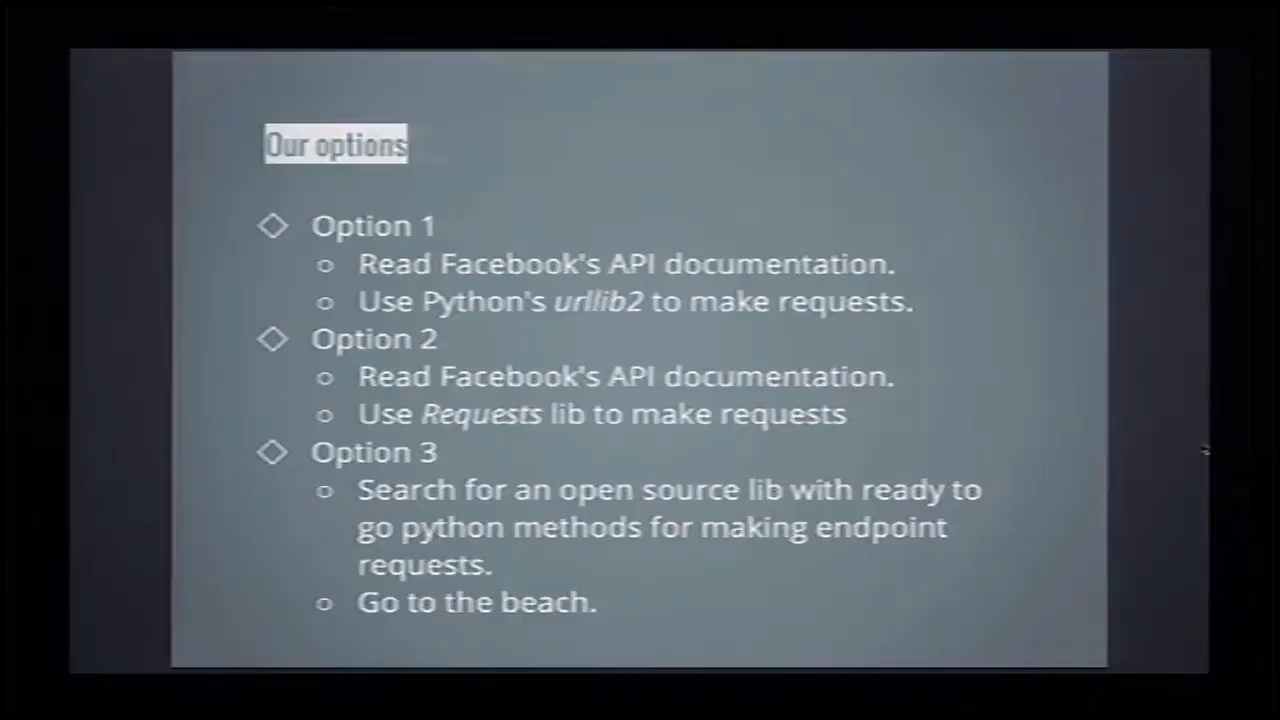 Our options
◇ Option 1
○ Read Facebook's API documentation.
○ Use Python's urllib2 to make requests.
◇ Option 2
○ Read Facebook's API documentation.
○ Use Requests lib to make requests
◇ Option 3
○ Search for an open source lib with ready to
go python methods for making endpoint
requests.
○ Go to the beach.